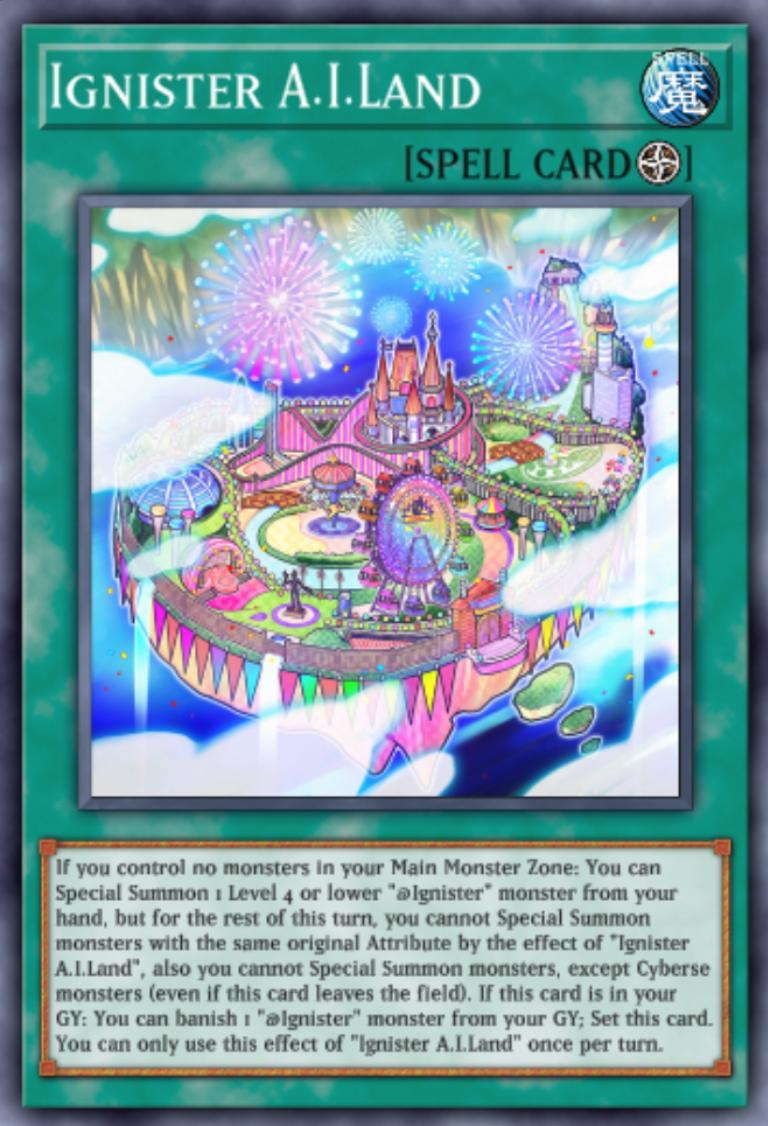 IGNISTER A.I.LAND
SPELL
魔
[SPELL CARD]
If you control no monsters in your Main Monster Zone: You can
Special Summon 1 Level 4 or lower "@Ignister" monster from your
hand, but for the rest of this turn, you cannot Special Summon
monsters with the same original Attribute by the effect of "Ignister
A.I.Land", also you cannot Special Summon monsters, except Cyberse
monsters (even if this card leaves the field). If this card is in your
GY: You can banish 1 "@Ignister" monster from your GY; Set this card.
You can only use this effect of "Ignister A.I.Land" once per turn.